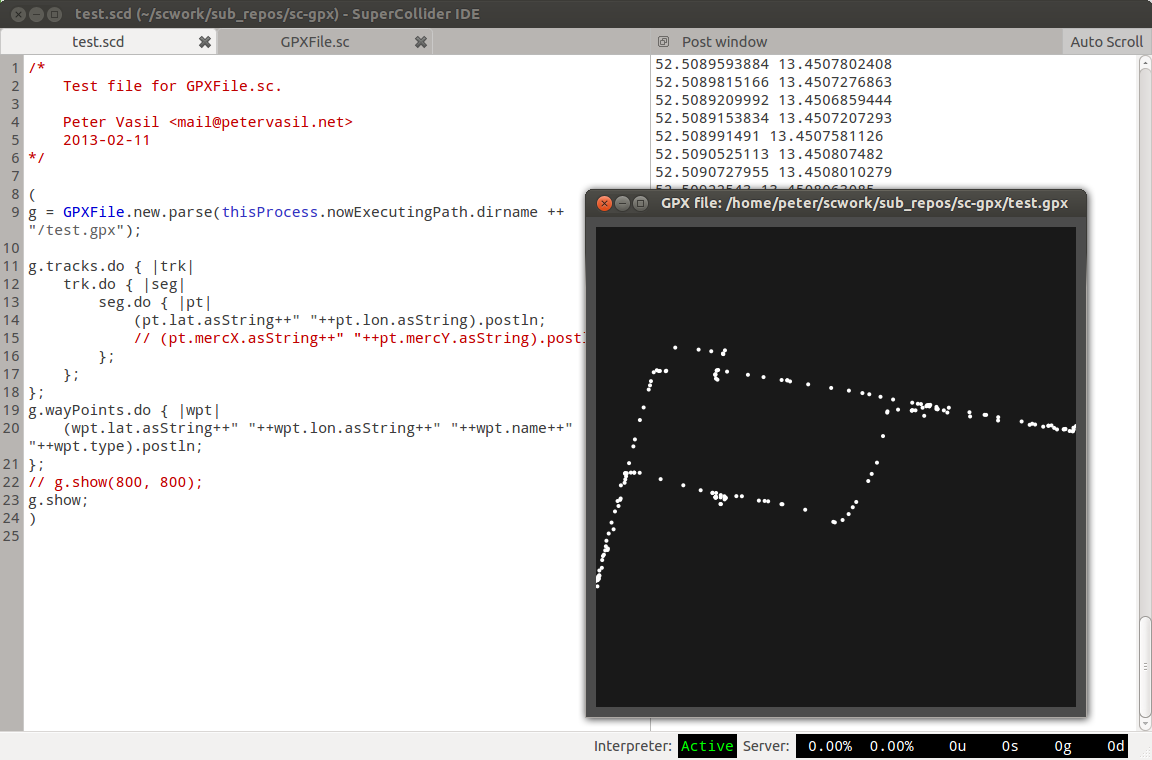 test.scd (~/scwork/sub_repos/sc-gpx) - SuperCollider IDE
test.scd
GPXFile.sc
1 /*
2 Test file for GPXFile.sc.
3
4 Peter Vasil <mail@petervasil.net>
5 2013-02-11
6 */
7
8 (
9 g = GPXFile.new.parse(thisProcess.nowExecutingPath.dirname ++
"/test.gpx");
10
11 g.tracks.do { |trk|
12 trk.do { |seg|
13 seg.do { |pt|
14 (pt.lat.asString++" "++pt.lon.asString).postln;
15 // (pt.mercX.asString++" "++pt.mercY.asString).postl
16 };
17 };
18 };
19 g.wayPoints.do { |wpt|
20 (wpt.lat.asString++" "++wpt.lon.asString++" "++wpt.name++"
"++wpt.type).postln;
21 };
22 // g.show(800, 800);
23 g.show;
24 )
25
Post window
Auto Scroll
52.5089593884 13.4507802408
52.5089815166 13.4507276863
52.5089209992 13.4506859444
52.5089153834 13.4507207293
52.508991491 13.4507581126
52.5090525113 13.450807482
52.5090727955 13.4508010279
GPX file: /home/peter/scwork/sub_repos/sc-gpx/test.gpx
Interpreter: Active Server: 0.00% 0.00% 0u 0s 0g 0d